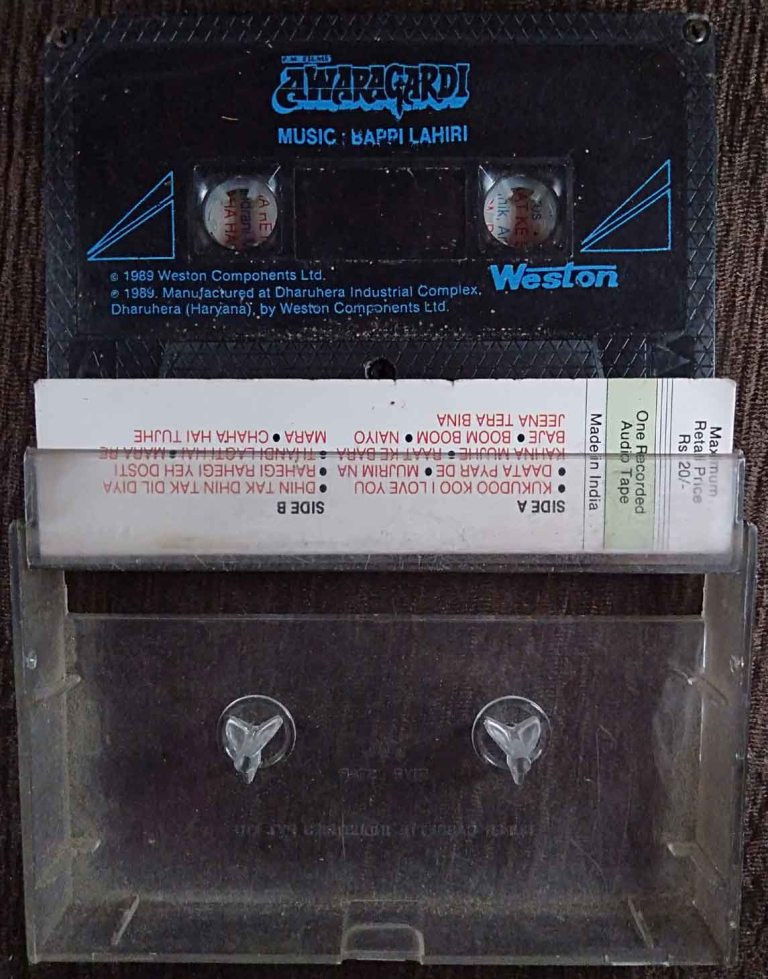 P.M. FILMS
AWARAGARDI
MUSIC : BAPPI LAHIRI
© 1989 Weston Components Ltd.
℗ 1989. Manufactured at Dharuhera Industrial Complex,
Dharuhera (Haryana), by Weston Components Ltd.
Weston
Maximum
Retail Price
Rs 20/-
One Recorded
Audio Tape
Made in India
SIDE A
• KUKUDOO KOO I LOVE YOU
• DAATA PYAR DE • MUJRIM NA
KAHNA MUJHE • RAAT KE BARA
BAJE • BOOM BOOM • NAIYO
JEENA TERA BINA
SIDE B
• DHIN TAK DHIN TAK DIL DIYA
• RAHEGI RAHEGI YEH DOSTI
• THANDI LAGTI HAI • MARA RE
MARA • CHAHA HAI TUJHE